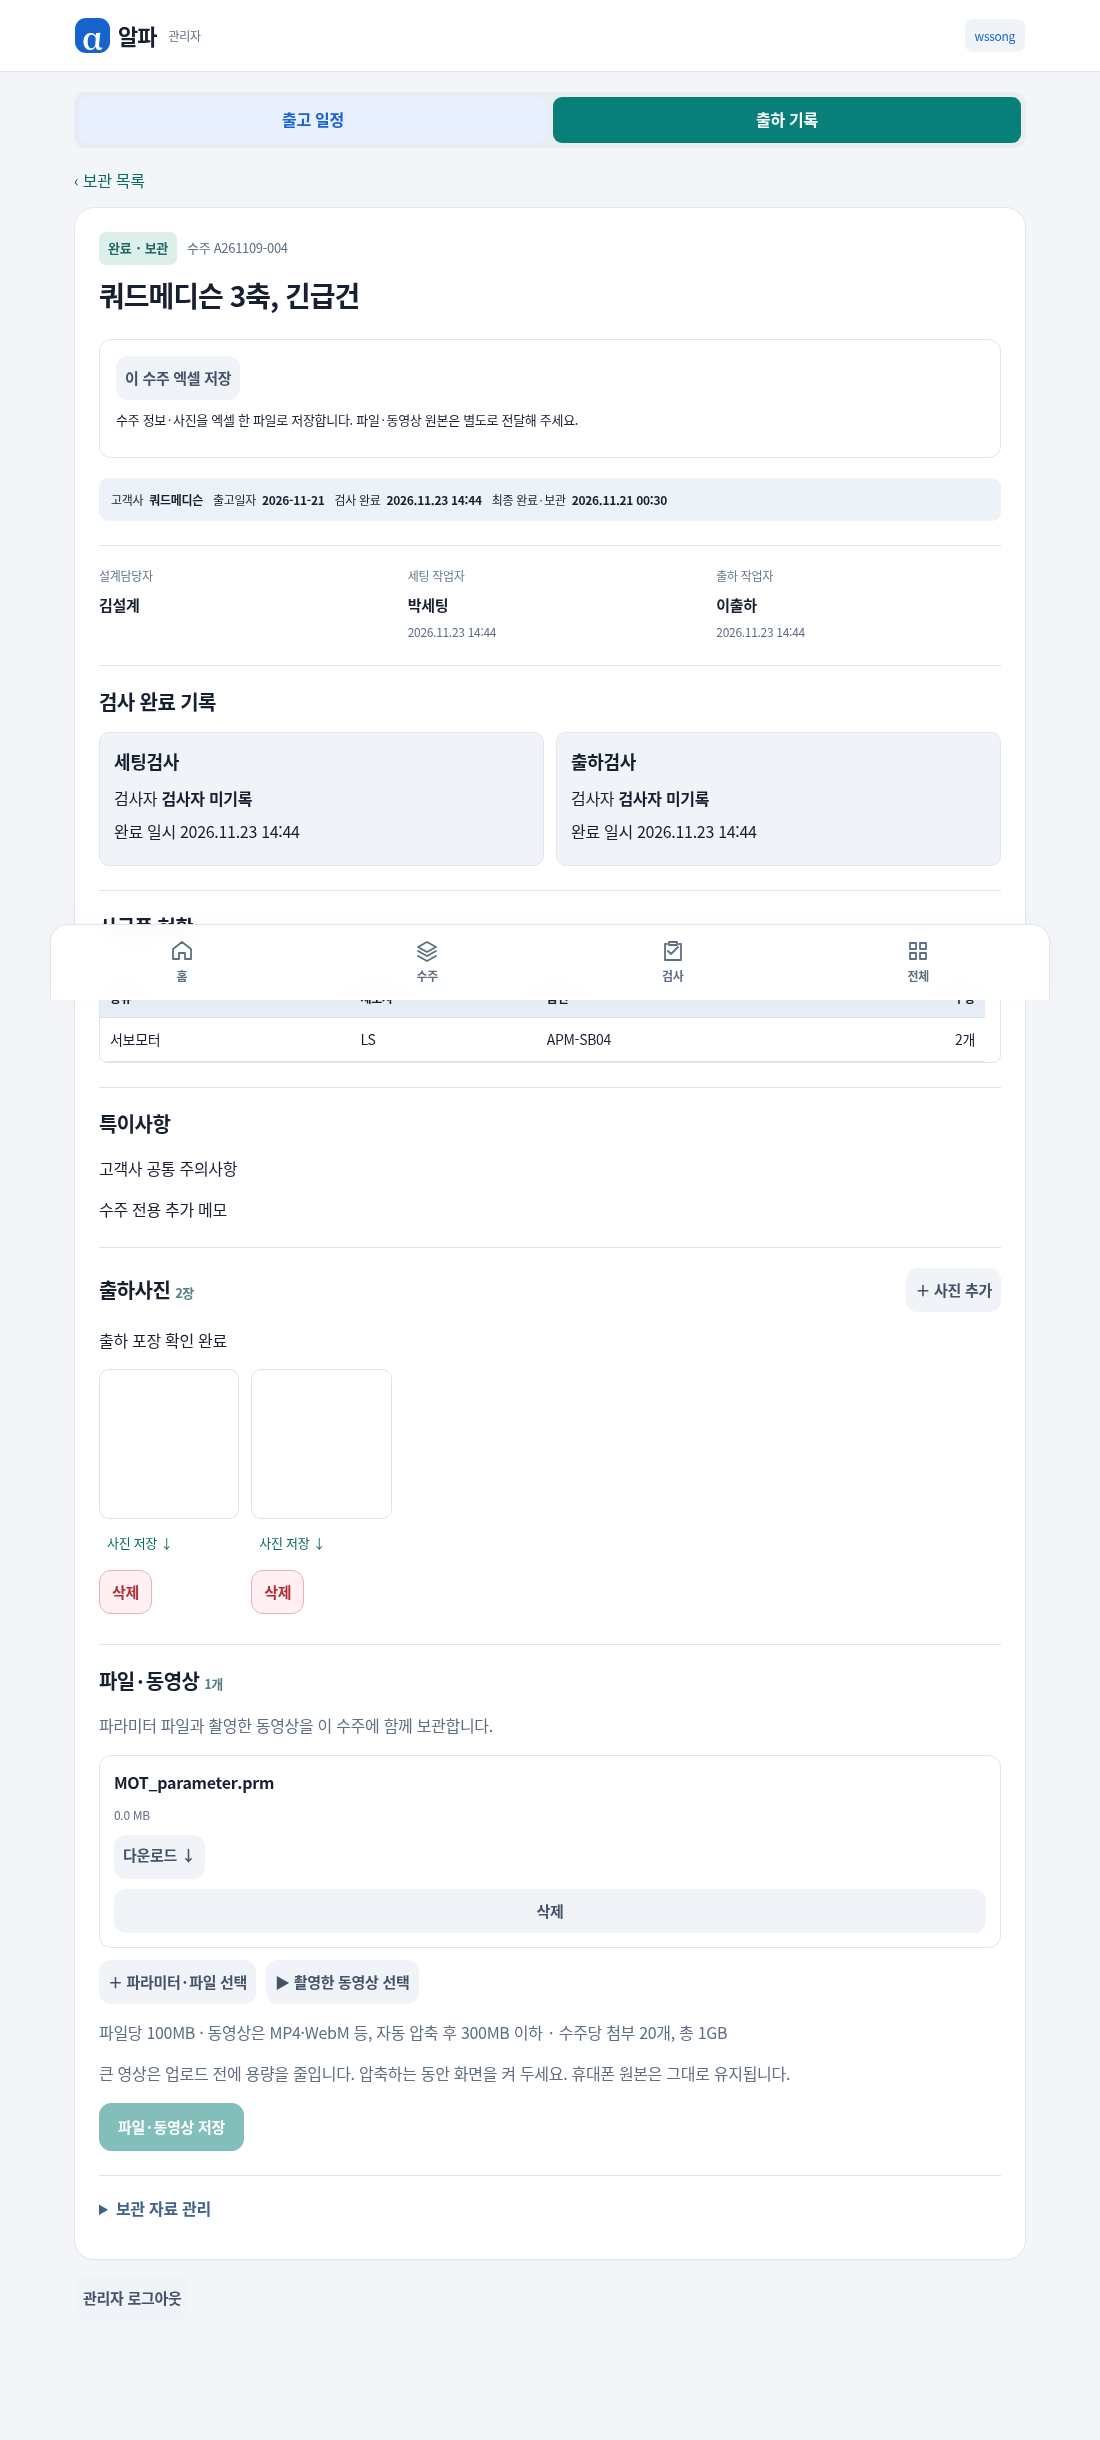 α 알파 관리자
wssong
출고 일정
출하 기록
‹ 보관 목록
완료 · 보관 수주 A261109-004
쿼드메디슨 3축, 긴급건
이 수주 엑셀 저장
수주 정보·사진을 엑셀 한 파일로 저장합니다. 파일·동영상 원본은 별도로 전달해 주세요.
고객사 쿼드메디슨 출고일자 2026-11-21 검사 완료 2026.11.23 14:44 최종 완료·보관 2026.11.21 00:30
설계담당자
김설계
세팅 작업자
박세팅
2026.11.23 14:44
출하 작업자
이출하
2026.11.23 14:44
검사 완료 기록
세팅검사
검사자 검사자 미기록
완료 일시 2026.11.23 14:44
출하검사
검사자 검사자 미기록
완료 일시 2026.11.23 14:44
홈
수주
검사
전체
서보모터 LS APM-SB04 2개
특이사항
고객사 공통 주의사항
수주 전용 추가 메모
출하사진 2장
+ 사진 추가
출하 포장 확인 완료
사진 저장 ↓
사진 저장 ↓
삭제
삭제
파일·동영상 1개
파라미터 파일과 촬영한 동영상을 이 수주에 함께 보관합니다.
MOT_parameter.prm
0.0 MB
다운로드 ↓
삭제
+ 파라미터·파일 선택
▶ 촬영한 동영상 선택
파일당 100MB · 동영상은 MP4·WebM 등, 자동 압축 후 300MB 이하 · 수주당 첨부 20개, 총 1GB
큰 영상은 업로드 전에 용량을 줄입니다. 압축하는 동안 화면을 켜 두세요. 휴대폰 원본은 그대로 유지됩니다.
파일·동영상 저장
▶ 보관 자료 관리
관리자 로그아웃